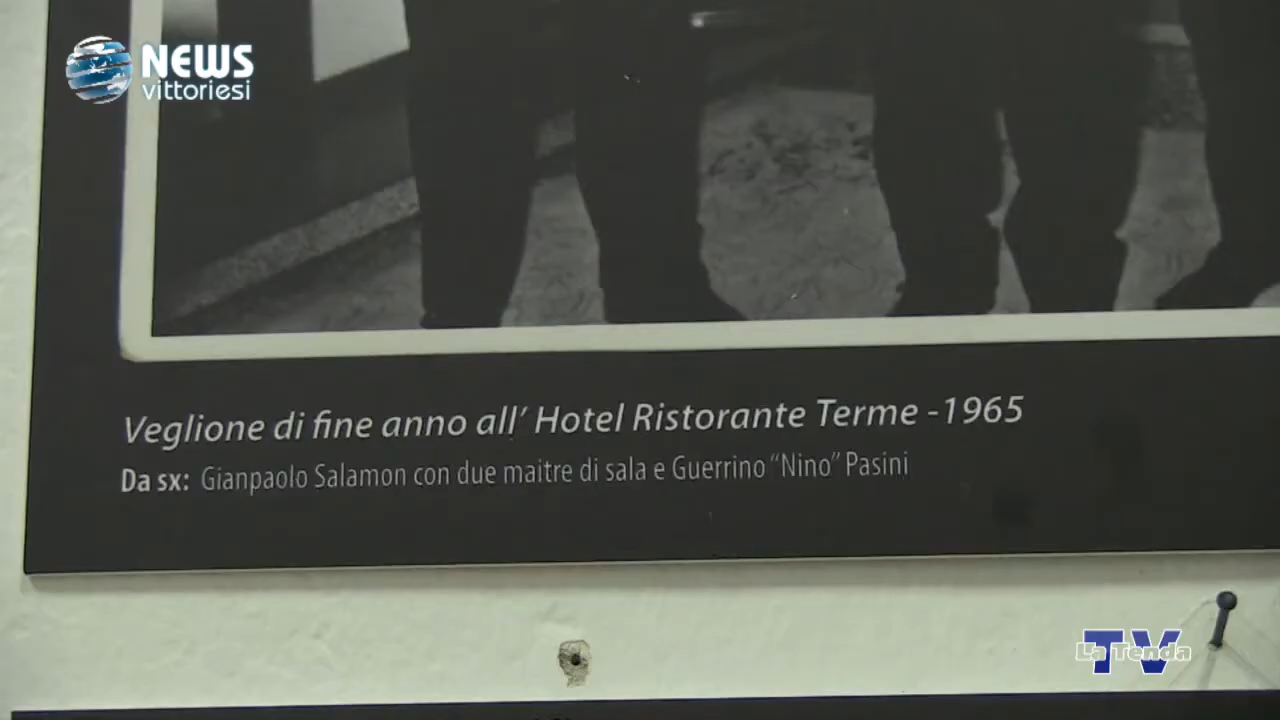 NEWS
vittoriesi
Veglione di fine anno all’ Hotel Ristorante Terme -1965
Da sx: Gianpaolo Salamon con due maitre di sala e Guerrino “Nino” Pasini
TV
La Tenda